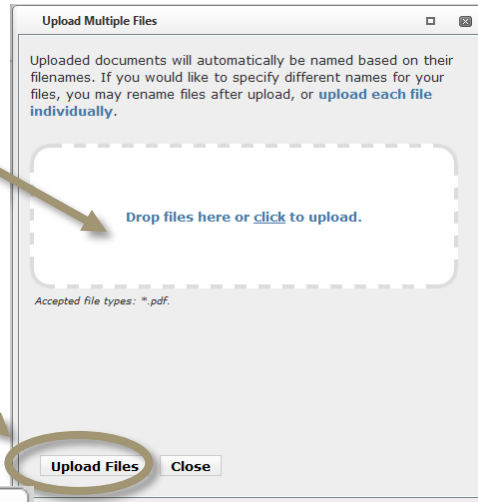 Upload Multiple Files
Uploaded documents will automatically be named based on their
filenames. If you would like to specify different names for your
files, you may rename files after upload, or upload each file
individually.
Drop files here or click to upload.
Accepted file types: *.pdf.
Upload Files Close